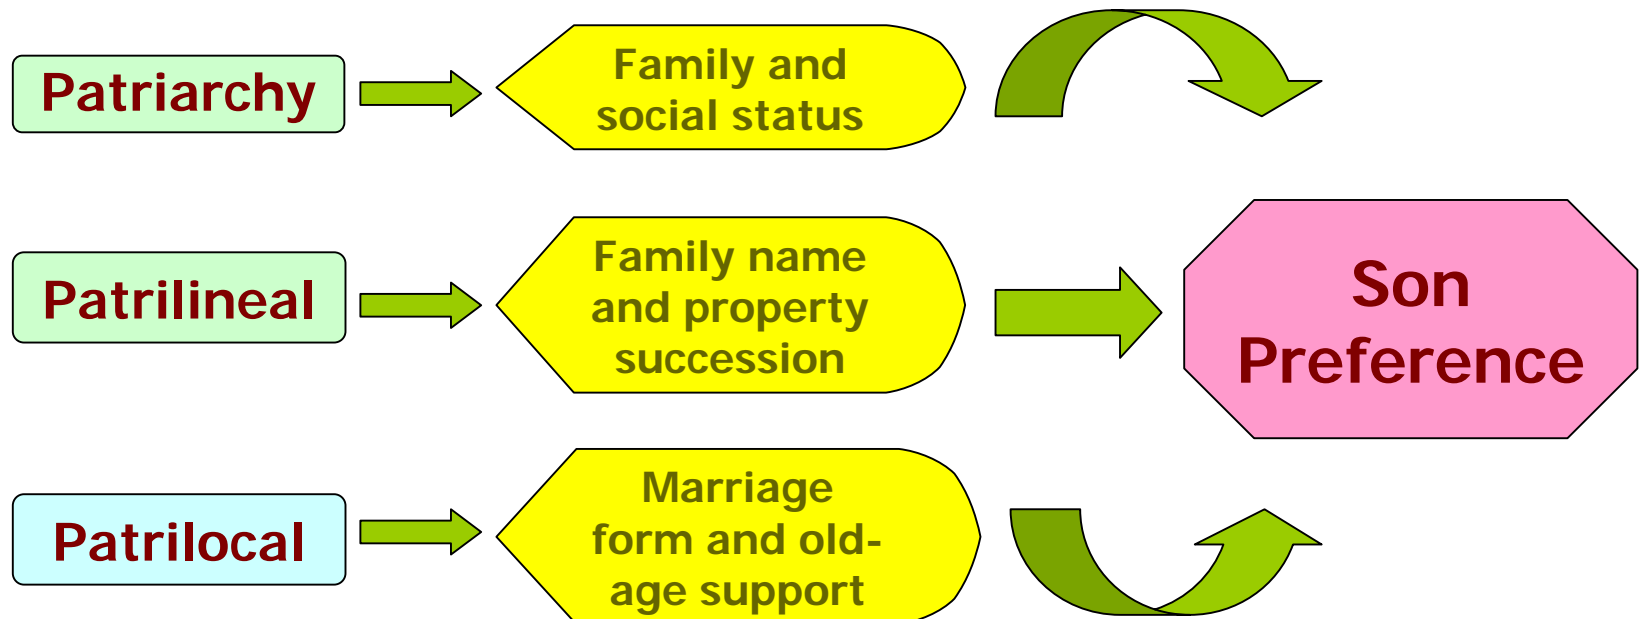 Patriarchy
Family and
social status
Patrilineal
Family name
and property
succession
Son
Preference
Patrilocal
Marriage
form and old-
age support